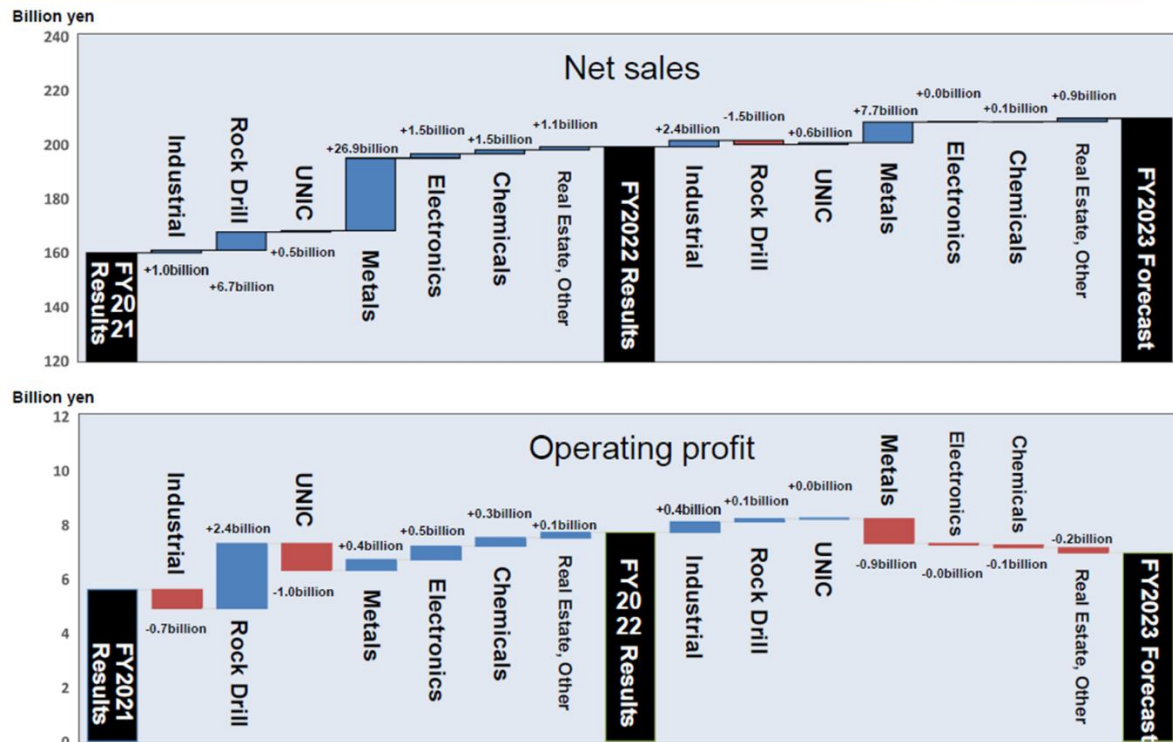 Billion yen
240
220
200
180
160
140
120
Net sales
FY20
21
Results
Industrial
+1.0billion
Rock Drill
+6.7billion
UNIC
+0.5billion
+26.9billion
Metals
+1.5billion
Electronics
+1.5billion
Chemicals
+1.1billion
Real Estate, Other
FY2022 Results
+2.4billion
Industrial
-1.5billion
Rock Drill
+0.6billion
UNIC
+7.7billion
Metals
+0.0billion
Electronics
+0.1billion
Chemicals
+0.9billion
Real Estate, Other
FY2023 Forecast
Billion yen
12
10
8
6
4
2
0
Operating profit
FY2021
Results
Industrial
-0.7billion
+2.4billion
Rock Drill
UNIC
-1.0billion
+0.4billion
Metals
+0.5billion
Electronics
+0.3billion
Chemicals
+0.1billion
Real Estate, Other
FY20
22 Results
+0.4billion
Industrial
+0.1billion
Rock Drill
+0.0billion
UNIC
Metals
-0.9billion
Electronics
-0.0billion
Chemicals
-0.1billion
-0.2billion
Real Estate, Other
FY2023 Forecast